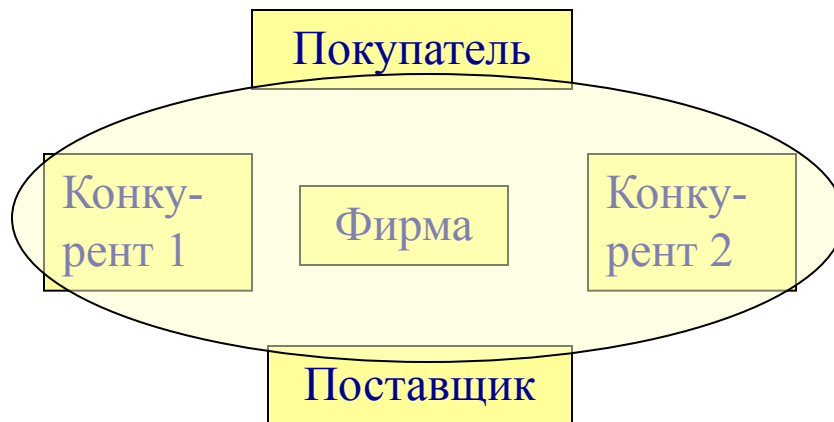 Покупатель
Конку-
рент 1
Фирма
Конку-
рент 2
Поставщик